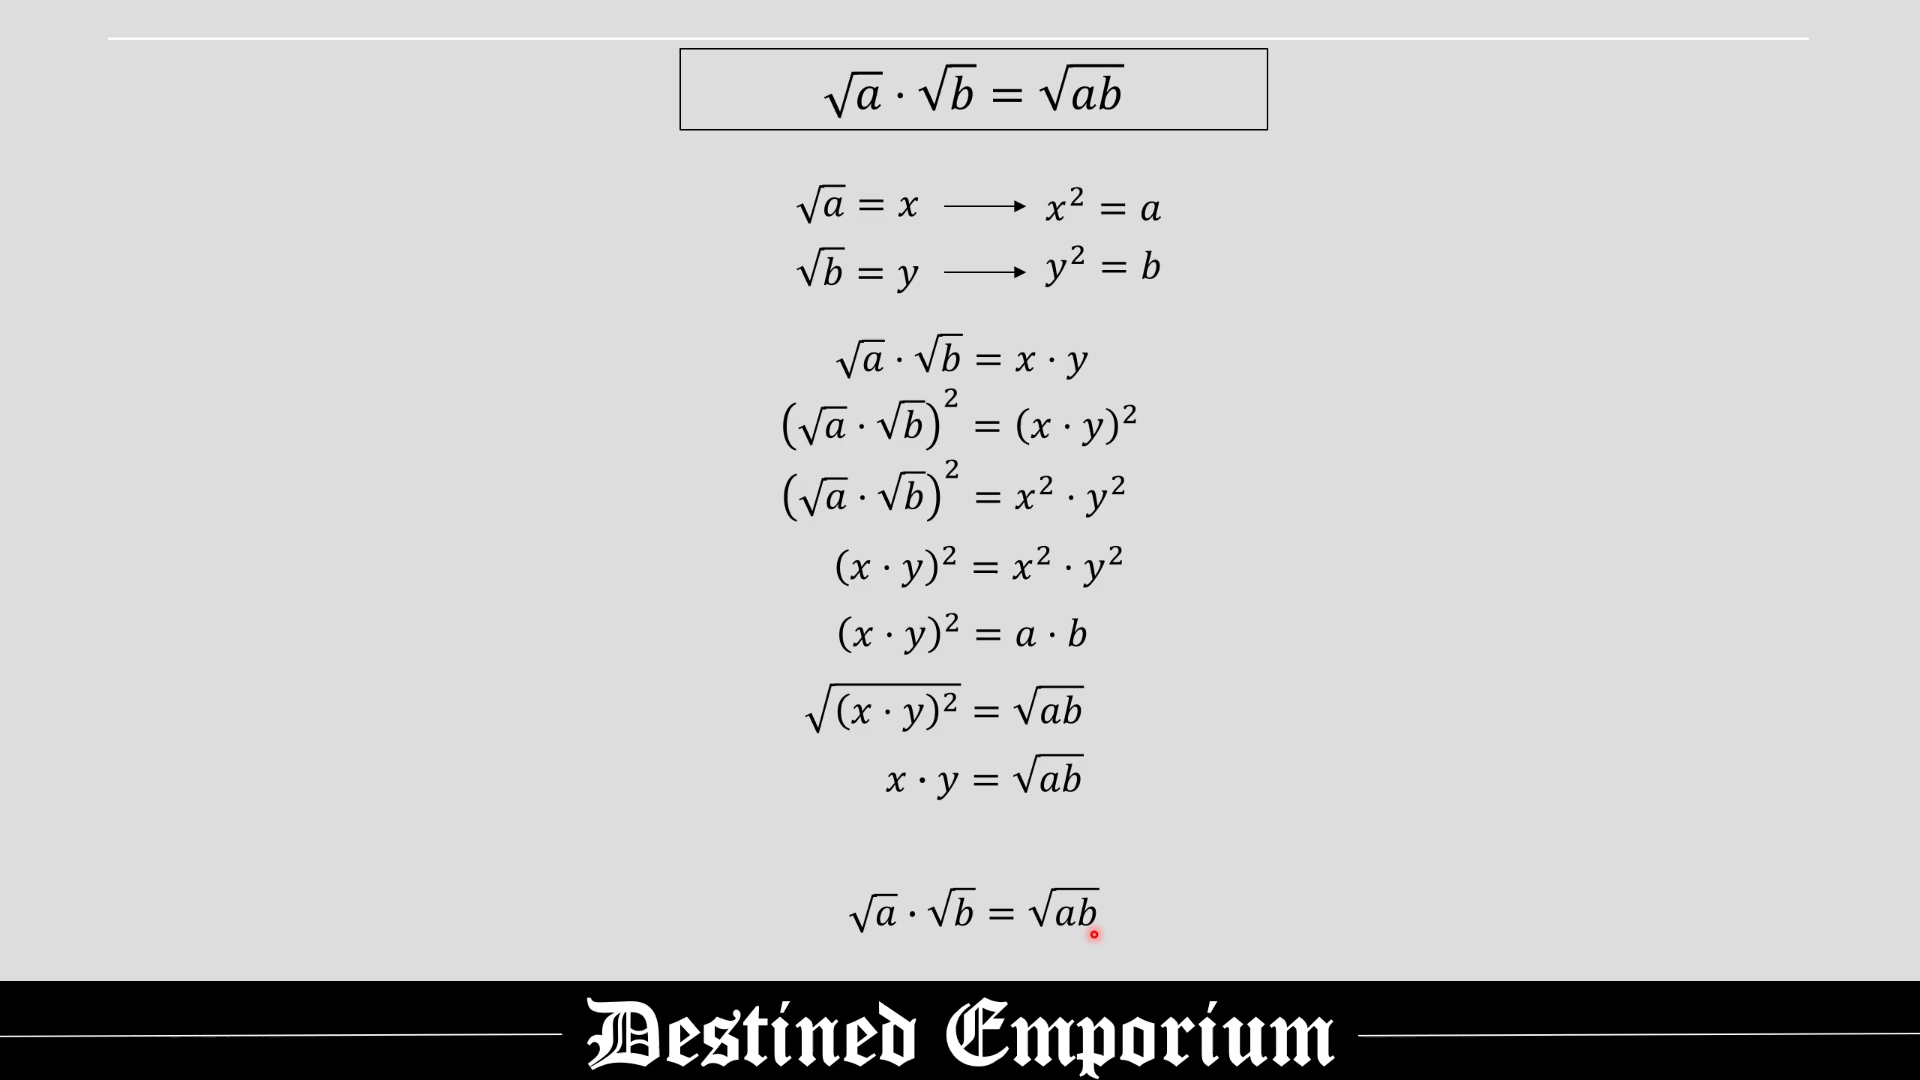 √a · √b = √ab
√a = x ⟶ x² = a
√b = y ⟶ y² = b
√a · √b = x · y
(√a · √b)² = (x · y)²
(√a · √b)² = x² · y²
(x · y)² = x² · y²
(x · y)² = a · b
√(x · y)² = √ab
x · y = √ab
√a · √b = √ab
Destined Emporium